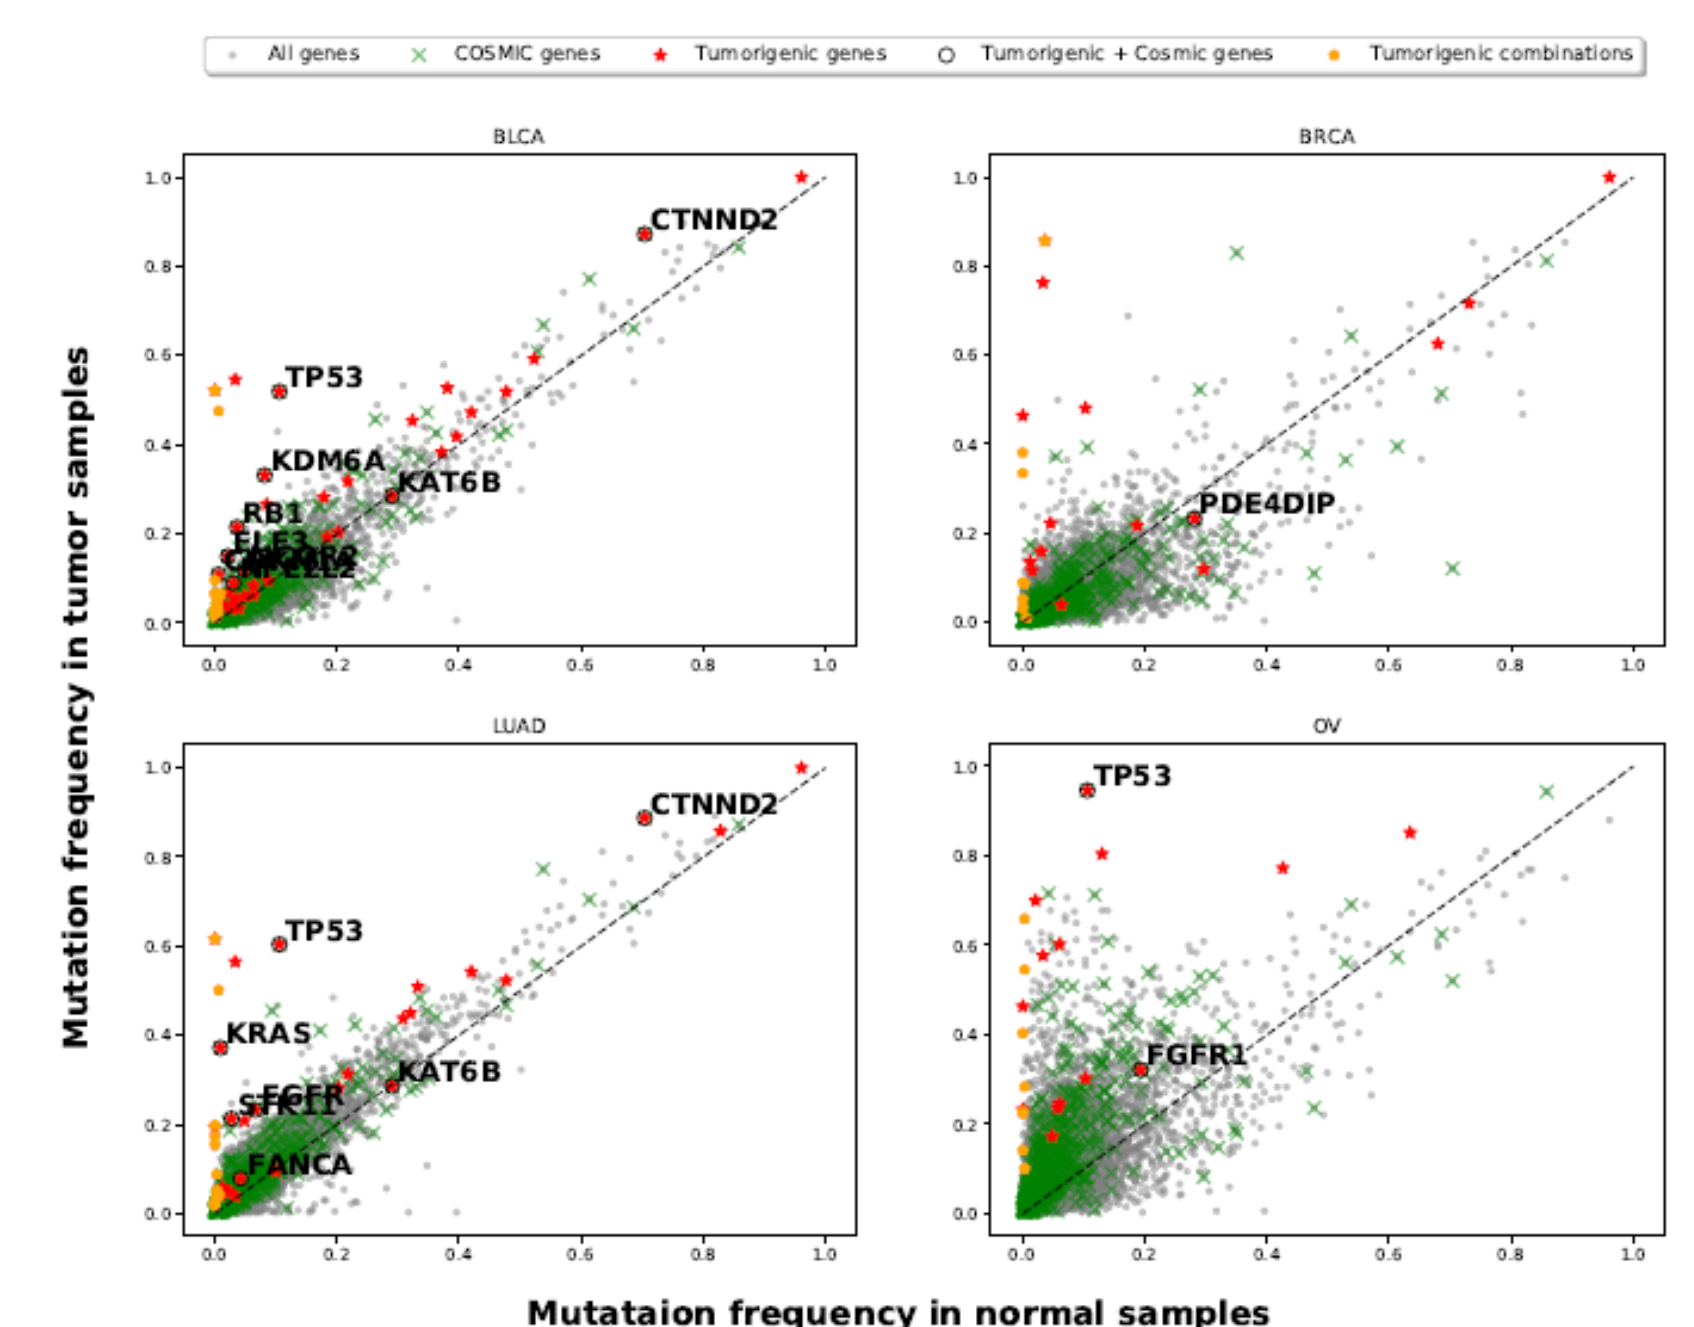 All genes COSMIC genes Tumorigenic genes Tumorigenic + Cosmic genes Tumorigenic combinations
BLCA
1.0
0.8
0.6
0.4
0.2
0.0
0.0 0.2 0.4 0.6 0.8 1.0
CTNND2
TP53
KDM6A
KAT6B
RB1
ELF3
BRCA
1.0
0.8
0.6
0.4
0.2
0.0
0.0 0.2 0.4 0.6 0.8 1.0
PDE4DIP
LUAD
1.0
0.8
0.6
0.4
0.2
0.0
0.0 0.2 0.4 0.6 0.8 1.0
CTNND2
TP53
KRAS
KAT6B
EGFR
STK11
FANCA
OV
1.0
0.8
0.6
0.4
0.2
0.0
0.0 0.2 0.4 0.6 0.8 1.0
TP53
FGFR1
Mutation frequency in tumor samples
Mutataion frequency in normal samples